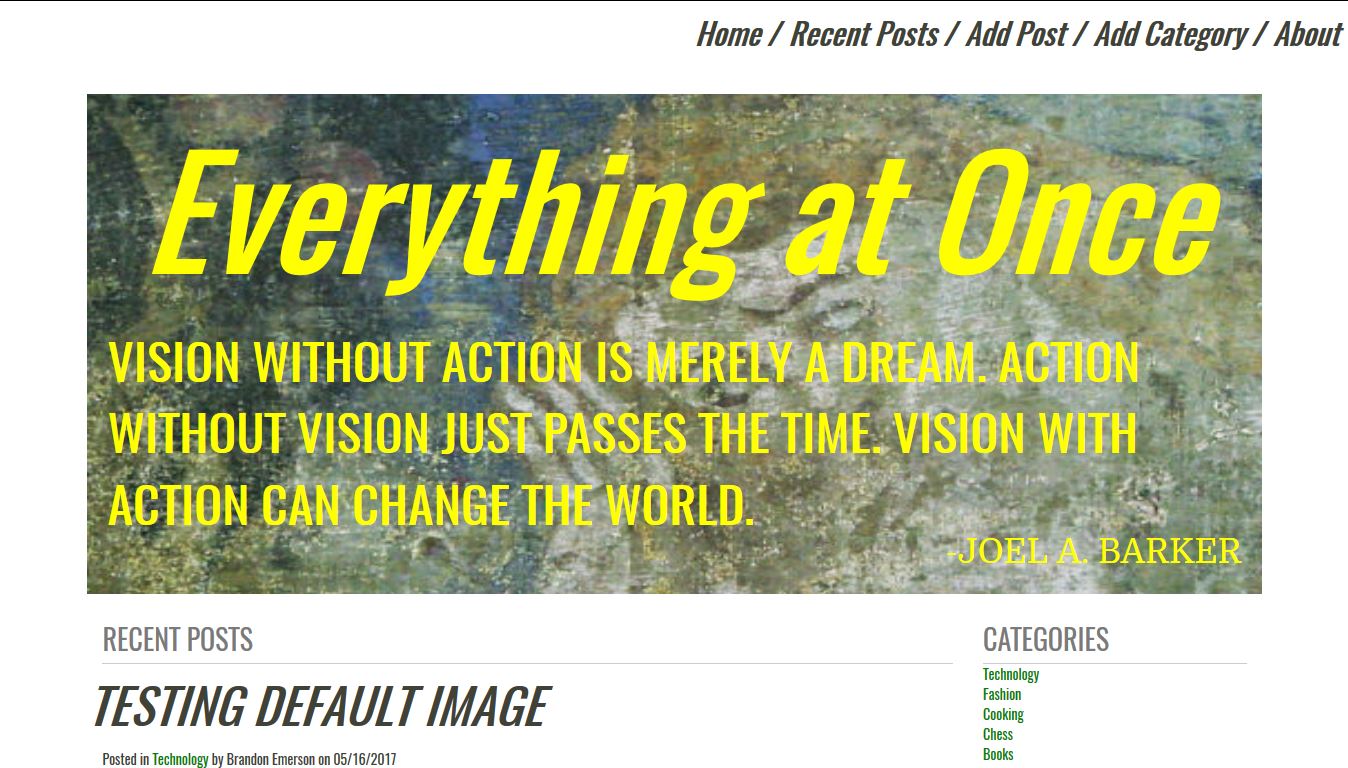 Home / Recent Posts / Add Post / Add Category / About
Everything at Once
VISION WITHOUT ACTION IS MERELY A DREAM. ACTION
WITHOUT VISION JUST PASSES THE TIME. VISION WITH
ACTION CAN CHANGE THE WORLD.
-JOEL A. BARKER
RECENT POSTS
TESTING DEFAULT IMAGE
Posted in Technology by Brandon Emerson on 05/16/2017
CATEGORIES
Technology
Fashion
Cooking
Chess
Books